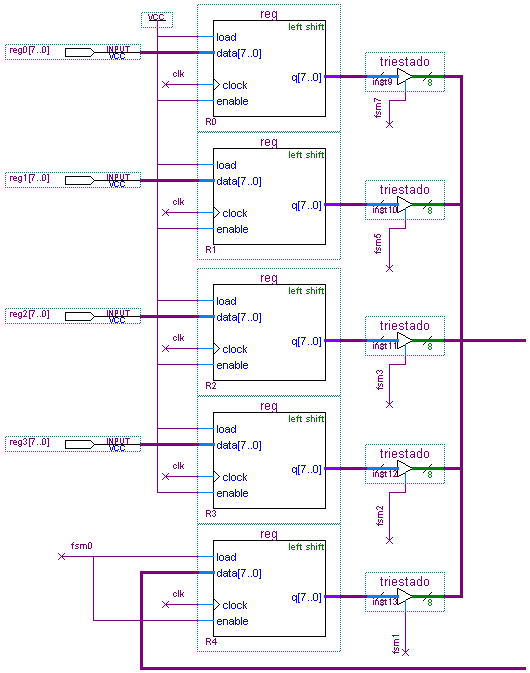 VCC
req
left shift
load
reg0[7..0] INPUT VCC data[7..0]
clk clock q[7..0]
enable
R0
triestado
inst9 8
fsm7
req
left shift
load
reg1[7..0] INPUT VCC data[7..0]
clk clock q[7..0]
enable
R1
triestado
inst10 8
fsm5
req
left shift
load
reg2[7..0] INPUT VCC data[7..0]
clk clock q[7..0]
enable
R2
triestado
inst11 8
fsm3
req
left shift
load
reg3[7..0] INPUT VCC data[7..0]
clk clock q[7..0]
enable
R3
triestado
inst12 8
fsm2
req
left shift
fsm0 load
data[7..0]
clk clock q[7..0]
enable
R4
triestado
inst13 8
fsm1